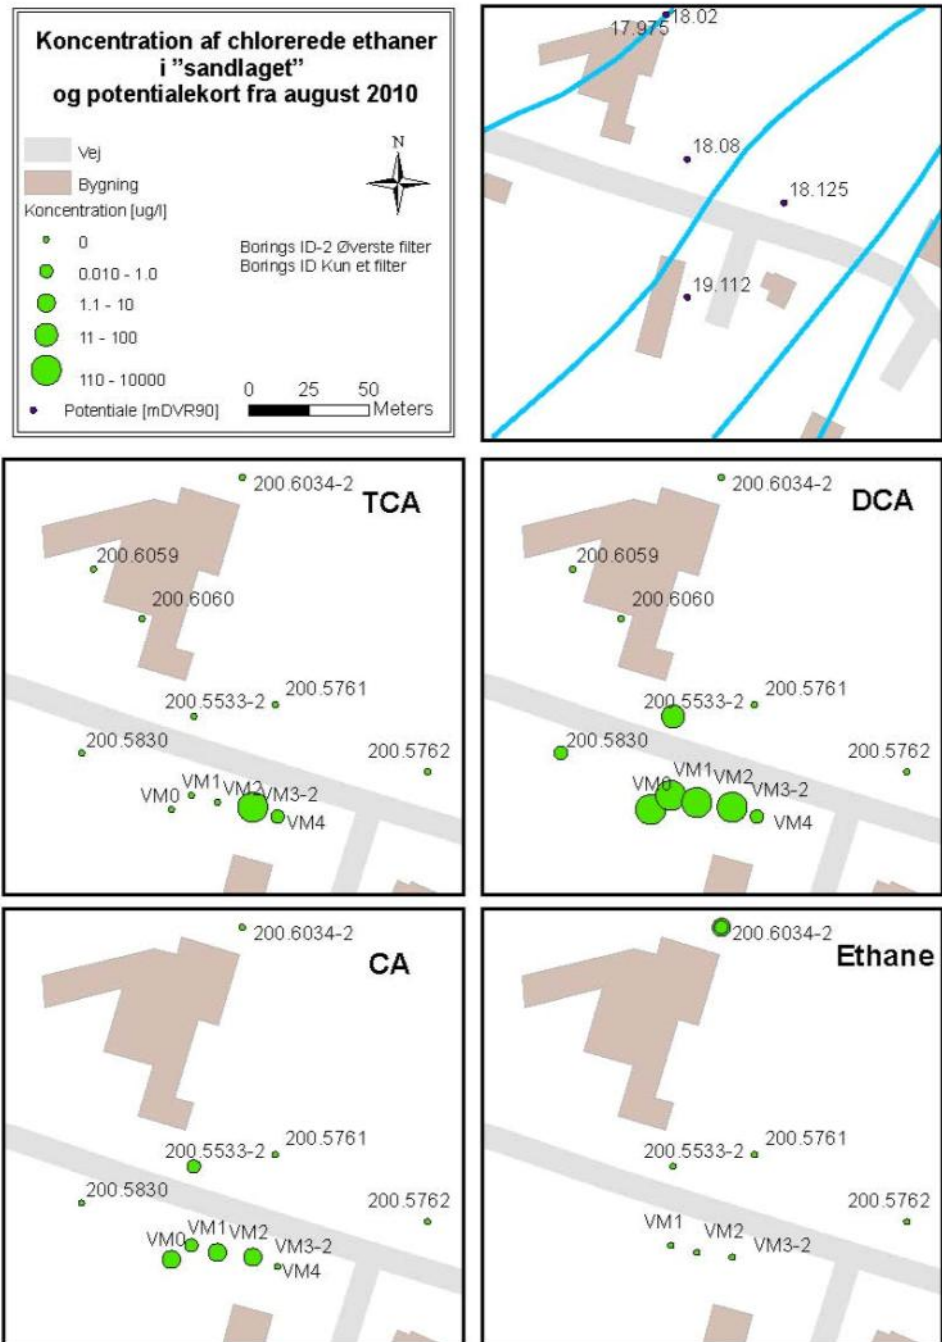 Koncentration af chlorerede ethaner
i "sandlaget"
og potentialekort fra august 2010
N
Vej
Bygning
Koncentration [ug/l]
0
0.010 - 1.0
1.1 - 10
11 - 100
110 - 10000
Potentiale [mDVR90]
Borings ID-2 Øverste filter
Borings ID Kun et filter
0 25 50
Meters
18.02
17.975
18.08
18.125
19.112
TCA
200.6034-2
200.6059
200.6060
200.5761
200.5533-2
200.5830
200.5762
VM1
VM2
VM0
VM3-2
VM4
DCA
200.6034-2
200.6059
200.6060
200.5761
200.5533-2
200.5830
200.5762
VM1
VM2
VM0
VM3-2
VM4
CA
200.6034-2
200.5761
200.5533-2
200.5830
200.5762
VM1
VM2
VM0
VM3-2
VM4
Ethane
200.6034-2
200.5761
200.5533-2
200.5762
VM1
VM2
VM3-2